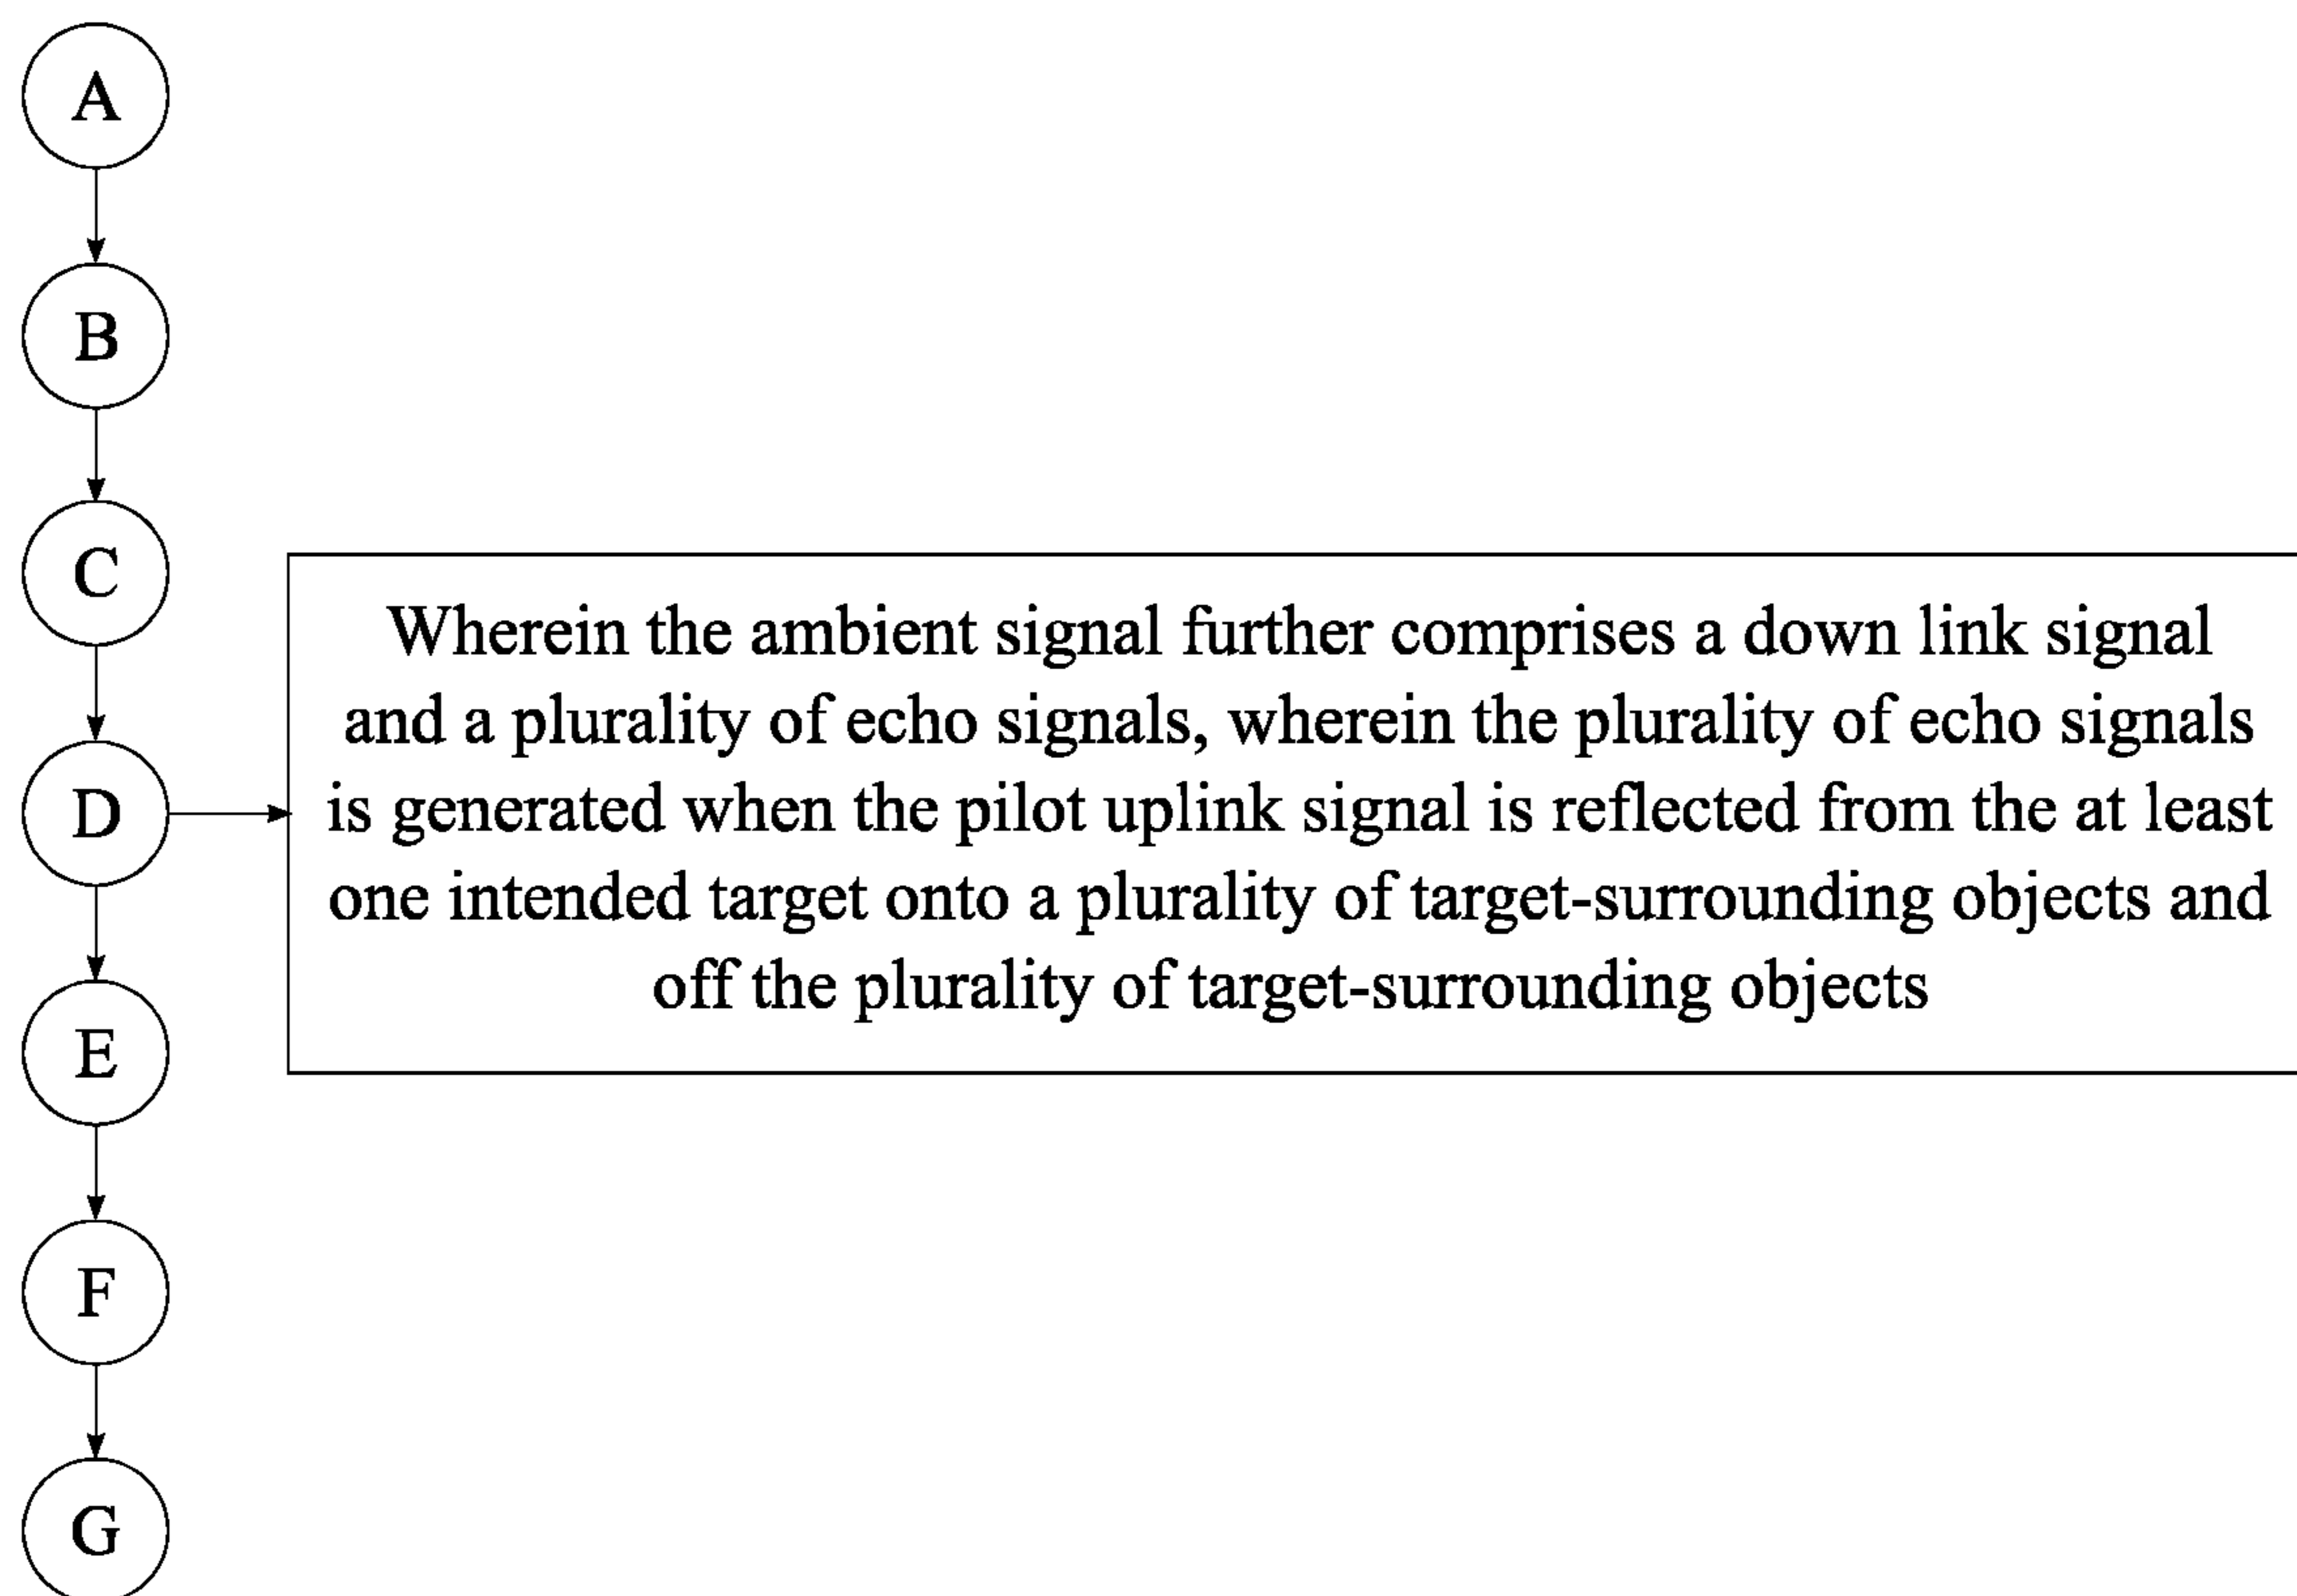 A
B
C
Wherein the ambient signal further comprises a down link signal
and a plurality of echo signals, wherein the plurality of echo signals
is generated when the pilot uplink signal is reflected from the at least
one intended target onto a plurality of target-surrounding objects and
off the plurality of target-surrounding objects
D
E
F
G